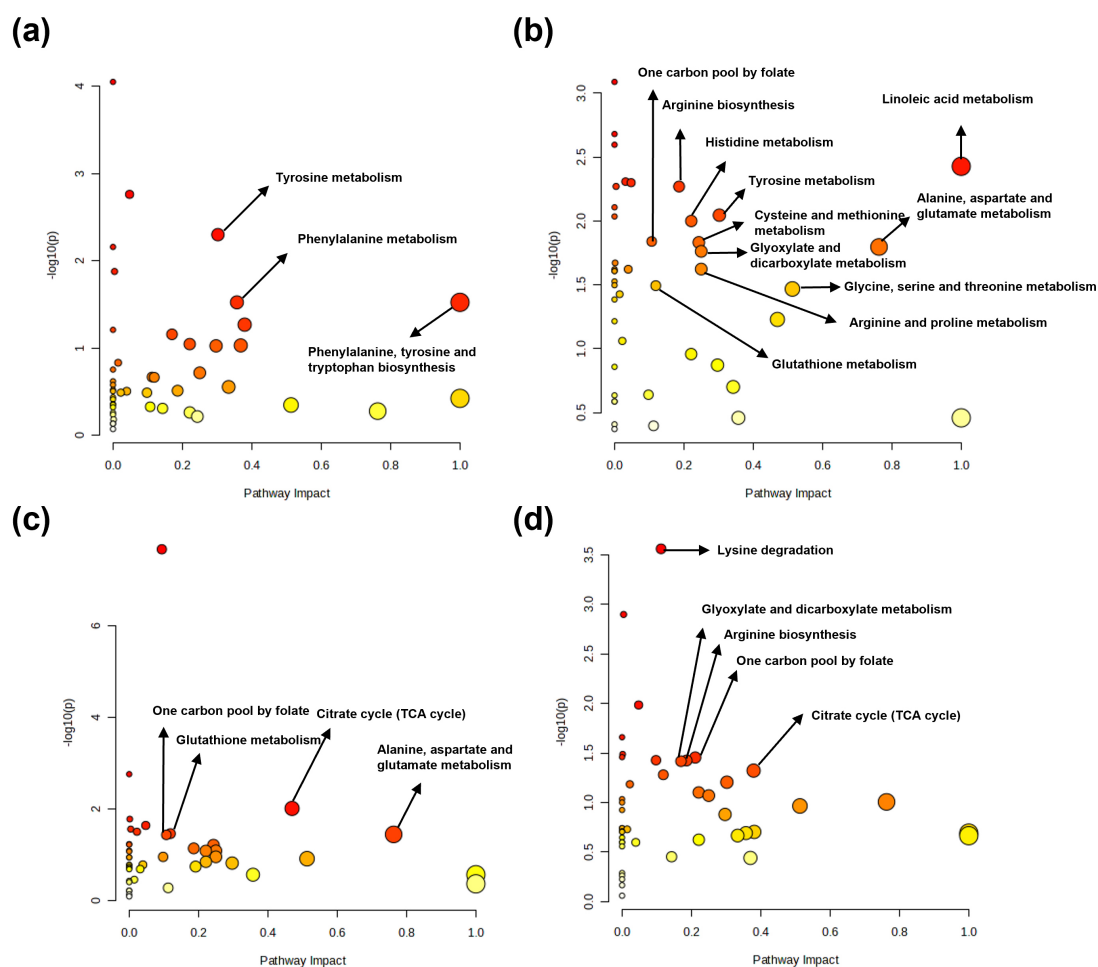 (a)
4
3
2
1
0
-log10(p)
Tyrosine metabolism
Phenylalanine metabolism
Phenylalanine, tyrosine and
tryptophan biosynthesis
0.0 0.2 0.4 0.6 0.8 1.0
Pathway Impact
(b)
3.0
2.5
2.0
1.5
1.0
0.5
-log10(p)
One carbon pool by folate
Arginine biosynthesis
Linoleic acid metabolism
Histidine metabolism
Tyrosine metabolism
Alanine, aspartate and
glutamate metabolism
Cysteine and methionine
metabolism
Glyoxylate and
dicarboxylate metabolism
Glycine, serine and threonine metabolism
Arginine and proline metabolism
Glutathione metabolism
0.0 0.2 0.4 0.6 0.8 1.0
Pathway Impact
(c)
6
4
2
0
-log10(p)
One carbon pool by folate
Citrate cycle (TCA cycle)
Glutathione metabolism
Alanine, aspartate and
glutamate metabolism
0.0 0.2 0.4 0.6 0.8 1.0
Pathway Impact
(d)
3.5
3.0
2.5
2.0
1.5
1.0
0.5
0.0
-log10(p)
Lysine degradation
Glyoxylate and dicarboxylate metabolism
Arginine biosynthesis
One carbon pool by folate
Citrate cycle (TCA cycle)
0.0 0.2 0.4 0.6 0.8 1.0
Pathway Impact